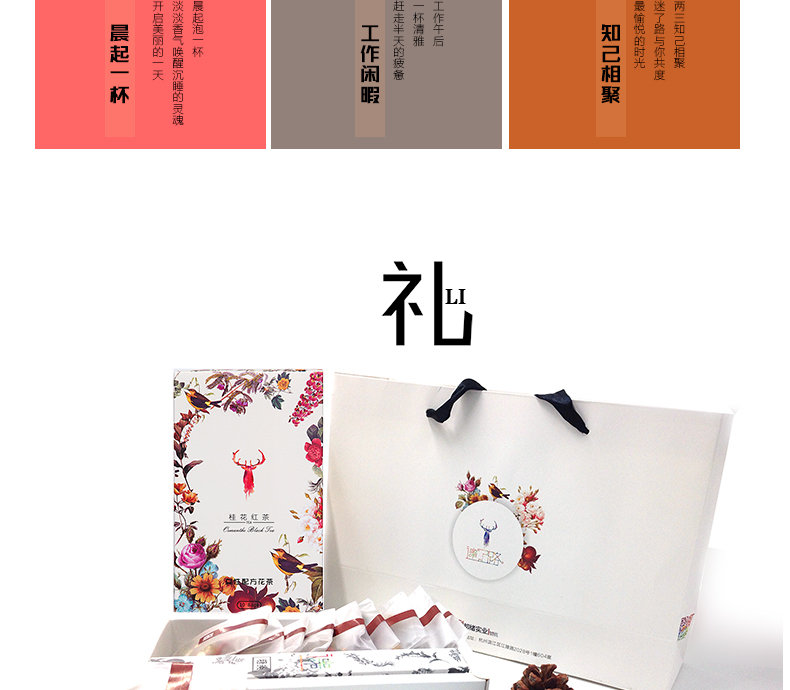 晨起一杯
开启美丽的一天
淡淡香气唤醒沉睡的灵魂
晨起泡一杯
工作闲暇
赶走半天的疲惫
一杯清雅
工作午后
知己相聚
最愉悦的时光
迷了路与你共度
两三知己相聚
礼
LI
桂花红茶
TEA
Osmanthu Black Tea
配方花茶